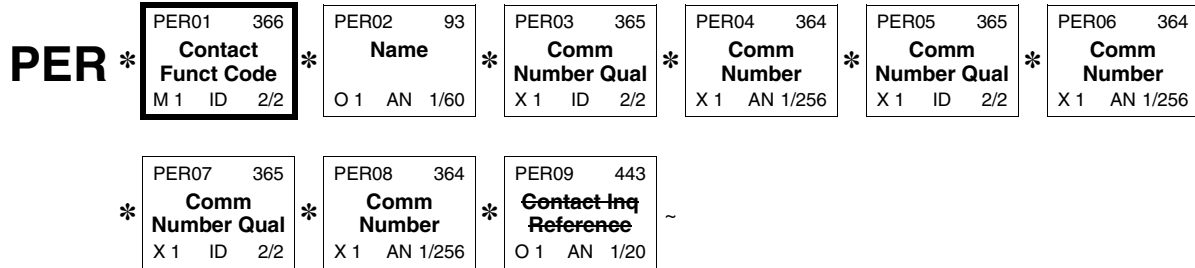 PER * PER01 366 * PER02 93 * PER03 365 * PER04 364 * PER05 365 * PER06 364
Contact Name Comm Comm Comm Comm
Funct Code Number Qual Number Number Qual Number
M 1 ID 2/2 O 1 AN 1/60 X 1 ID 2/2 X 1 AN 1/256 X 1 ID 2/2 X 1 AN 1/256
* PER07 365 * PER08 364 * PER09 443 ~
Comm Comm Contact Inq
Number Qual Number Reference
X 1 ID 2/2 X 1 AN 1/256 O 1 AN 1/20